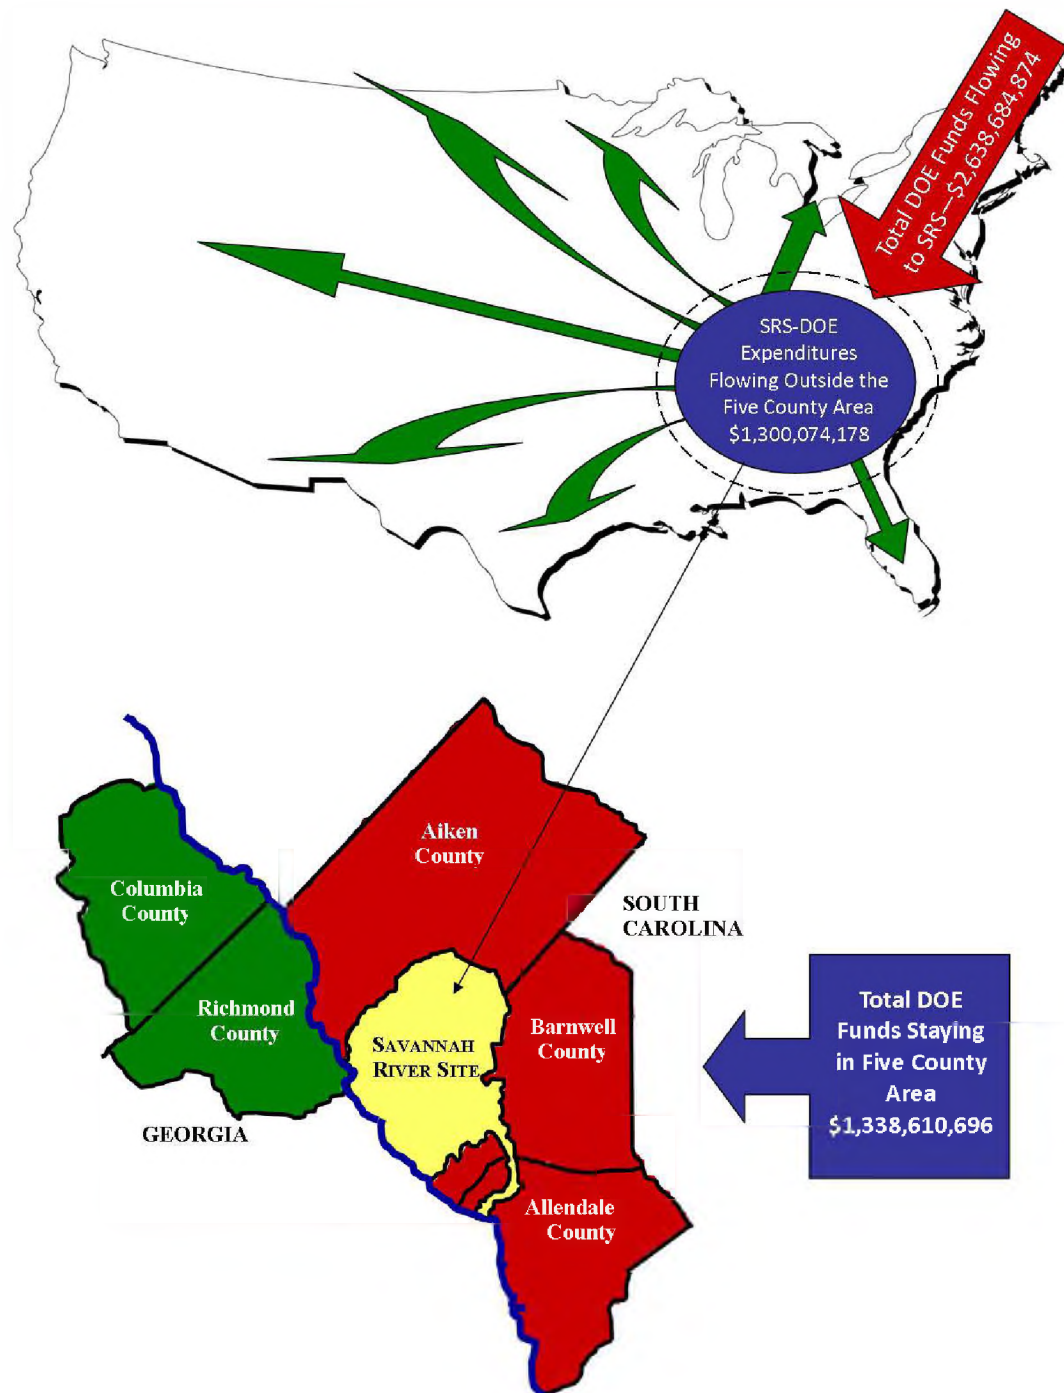 Total DOE Funds Flowing
to SRS—$2,638,684,874
SRS-DOE
Expenditures
Flowing Outside the
Five County Area
$1,300,074,178
Aiken
County
Columbia
County
SOUTH
CAROLINA
Richmond
County
Barnwell
County
SAVANNAH
RIVER SITE
Total DOE
Funds Staying
in Five County
Area
$1,338,610,696
GEORGIA
Allendale
County